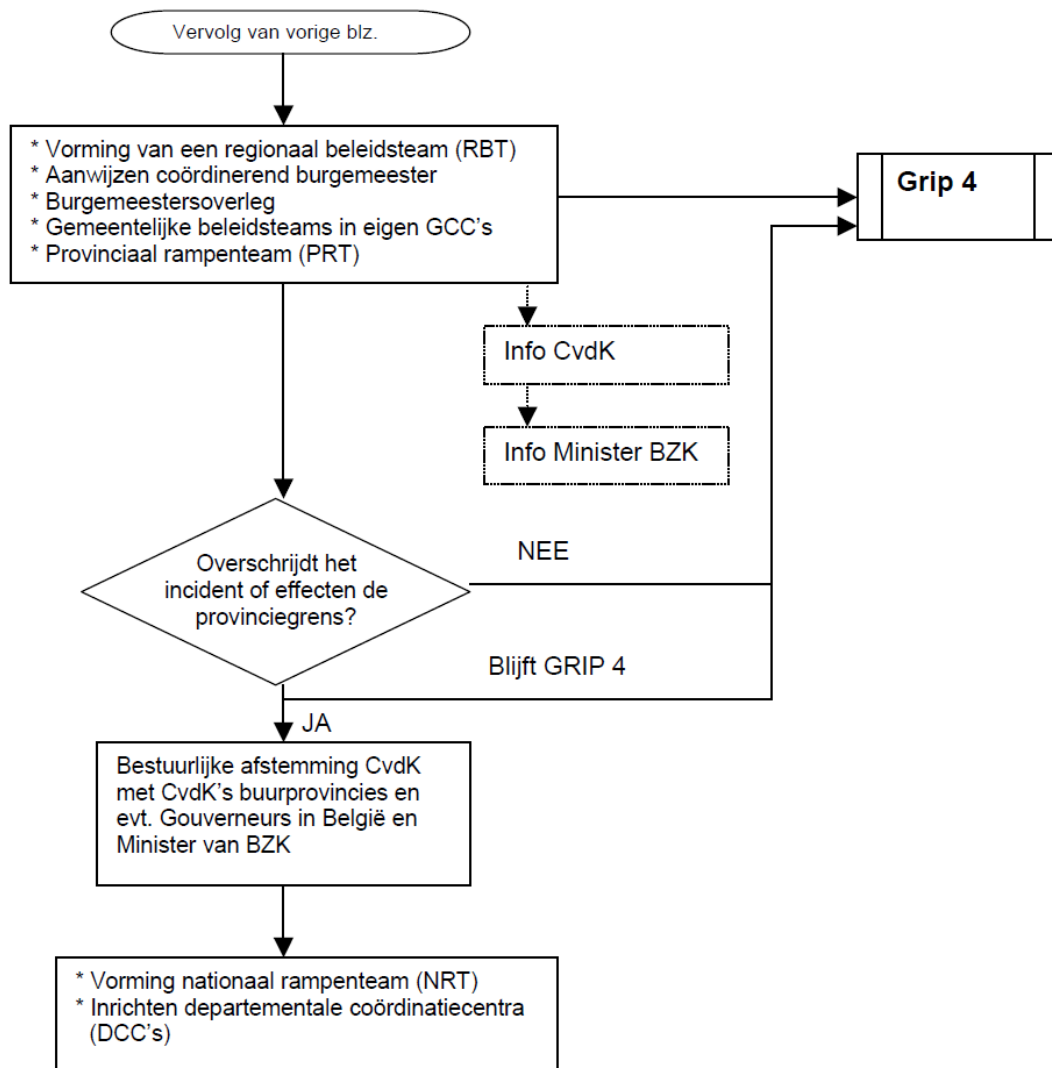 Vervolg van vorige blz.
* Vorming van een regionaal beleidsteam (RBT)
* Aanwijzen coördinerend burgemeester
* Burgemeestersoverleg
* Gemeentelijke beleidsteams in eigen GCC's
* Provinciaal rampenteam (PRT)
Grip 4
Info CvdK
Info Minister BZK
Overschrijdt het
incident of effecten de
provinciegrens?
NEE
Blijft GRIP 4
JA
Bestuurlijke afstemming CvdK
met CvdK's buurprovincies en
evt. Gouverneurs in België en
Minister van BZK
* Vorming nationaal rampenteam (NRT)
* Inrichten departementale coördinatiecentra
(DCC's)